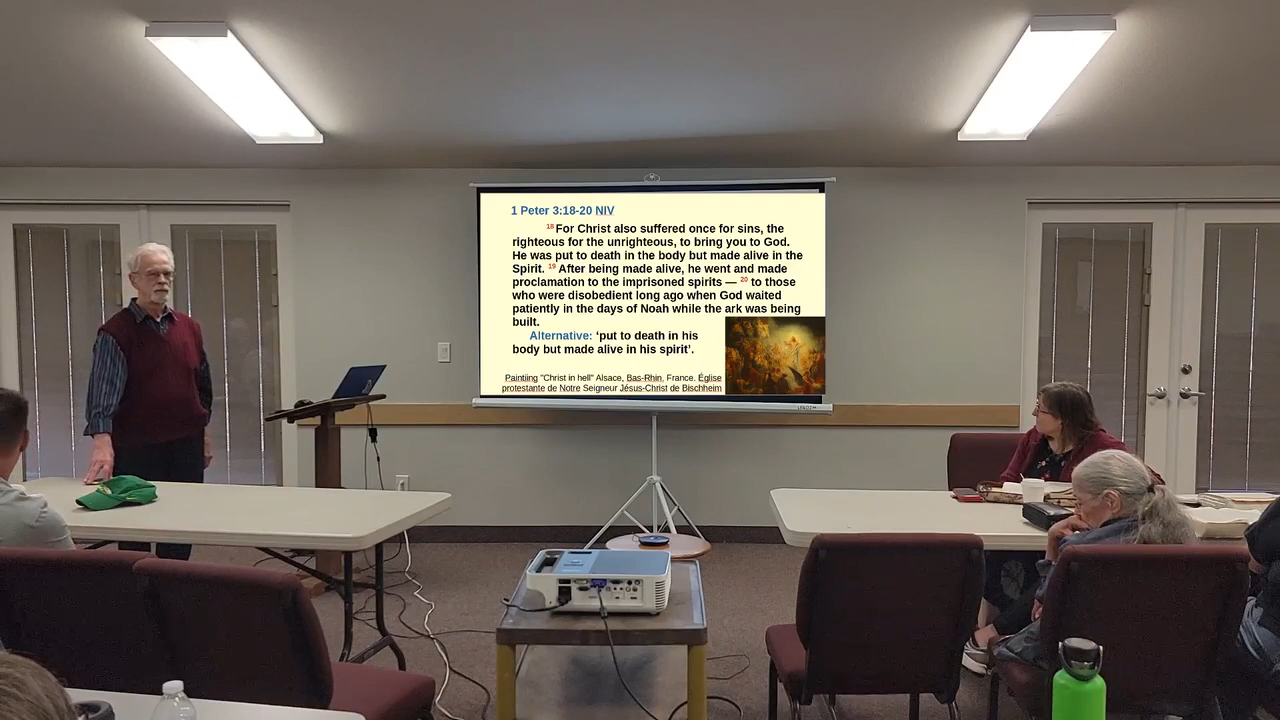 1 Peter 3:18-20 NIV
18 For Christ also suffered once for sins, the
righteous for the unrighteous, to bring you to God.
He was put to death in the body but made alive in the
Spirit. 19 After being made alive, he went and made
proclamation to the imprisoned spirits — 20 to those
who were disobedient long ago when God waited
patiently in the days of Noah while the ark was being
built.
Alternative: ‘put to death in his
body but made alive in his spirit’.
Paintiing "Christ in hell" Alsace, Bas-Rhin, France. Église
protestante de Notre Seigneur Jésus-Christ de Bischheim